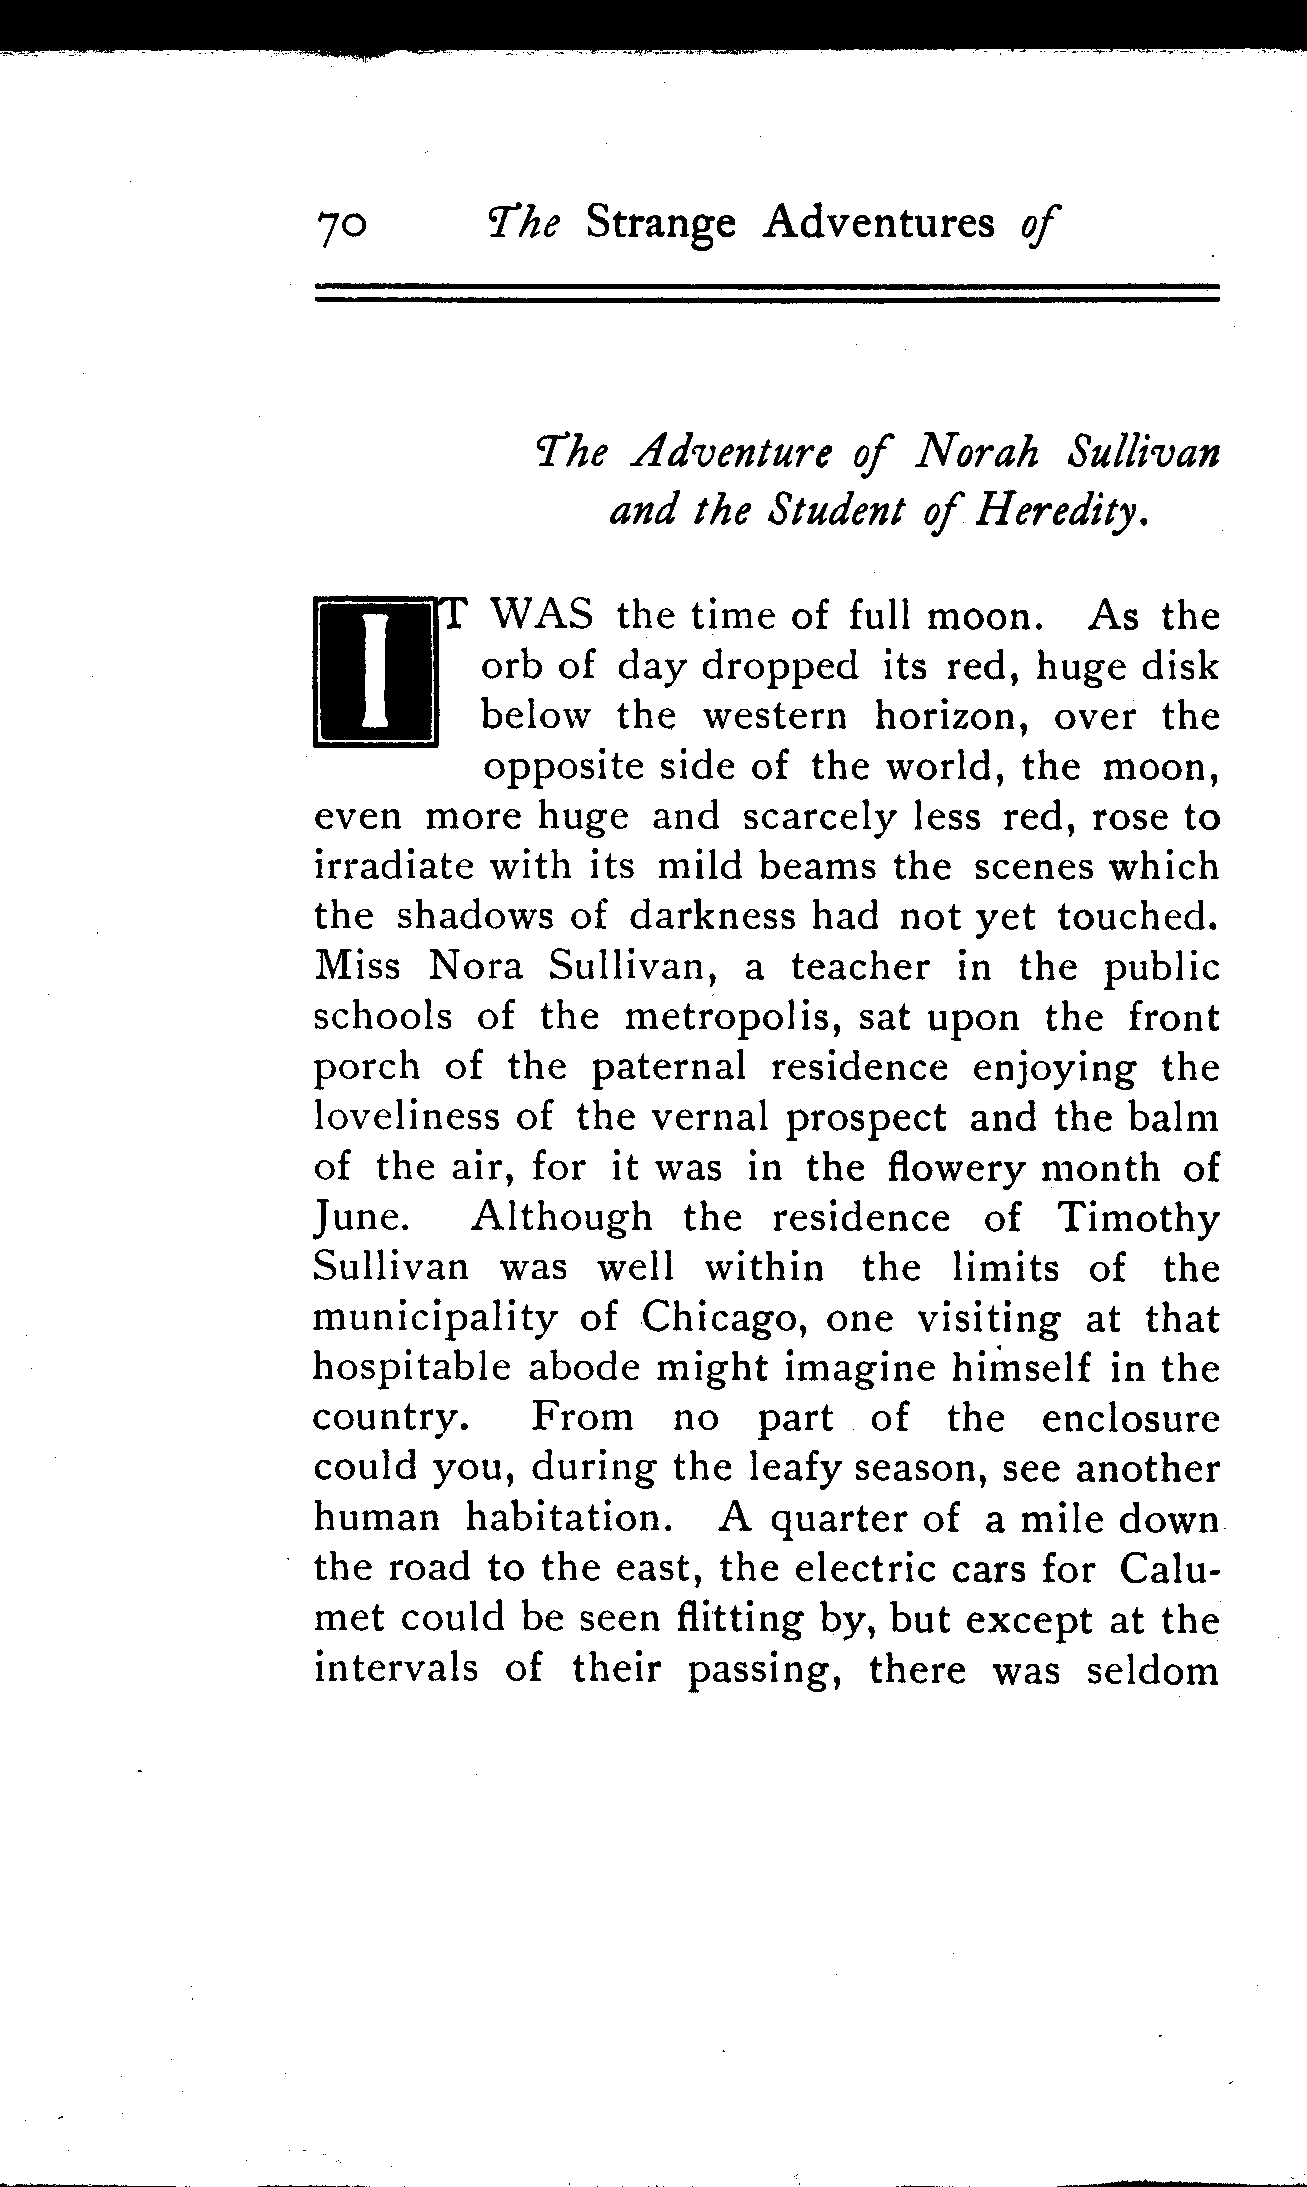 70 The Strange Adventures of
The Adventure of Norah Sullivan
and the Student of Heredity.
IT WAS the time of full moon. As the
orb of day dropped its red, huge disk
below the western horizon, over the
opposite side of the world, the moon,
even more huge and scarcely less red, rose to
irradiate with its mild beams the scenes which
the shadows of darkness had not yet touched.
Miss Nora Sullivan, a teacher in the public
schools of the metropolis, sat upon the front
porch of the paternal residence enjoying the
loveliness of the vernal prospect and the balm
of the air, for it was in the flowery month of
June. Although the residence of Timothy
Sullivan was well within the limits of the
municipality of Chicago, one visiting at that
hospitable abode might imagine himself in the
country. From no part of the enclosure
could you, during the leafy season, see another
human habitation. A quarter of a mile down
the road to the east, the electric cars for Calu-
met could be seen flitting by, but except at the
intervals of their passing, there was seldom